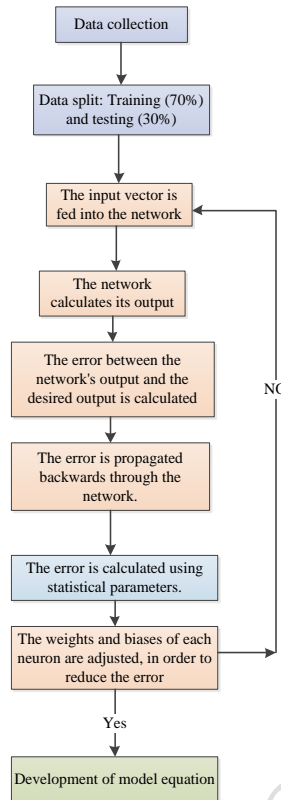 Data collection
Data split: Training (70%)
and testing (30%)
The input vector is
fed into the network
The network
calculates its output
The error between the
network's output and the
desired output is calculated
The error is propagated
backwards through the
network.
The error is calculated using
statistical parameters.
The weights and biases of each
neuron are adjusted, in order to
reduce the error
Yes
Development of model equation